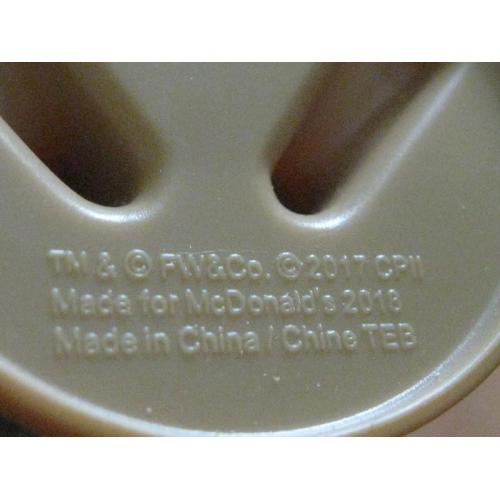 TM & © FW&Co. © 2017 CPII
Made for McDonald's 2018
Made in China / Chine TEB